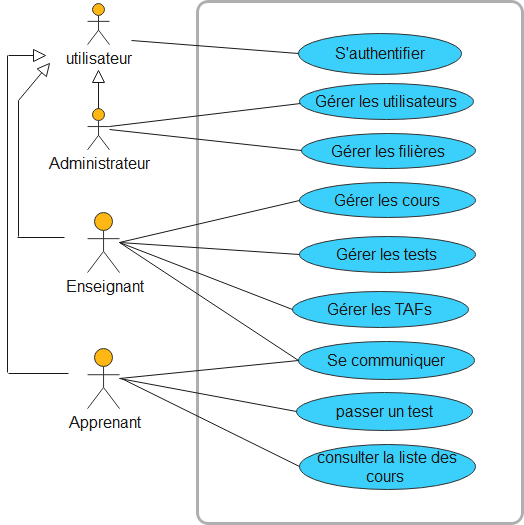 utilisateur
S'authentifier
Gérer les utilisateurs
Administrateur
Gérer les filières
Gérer les cours
Gérer les tests
Enseignant
Gérer les TAFs
Se communiquer
passer un test
Apprenant
consulter la liste des
cours